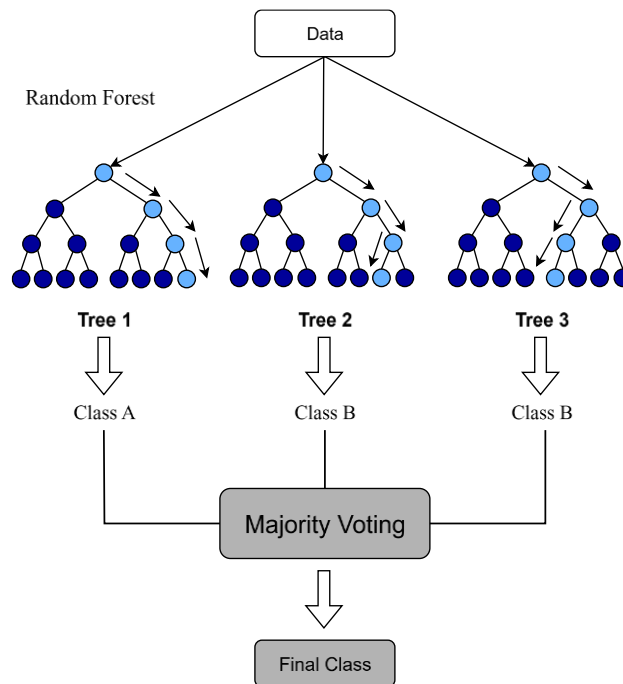 Data
Random Forest
Tree 1
Tree 2
Tree 3
Class A
Class B
Class B
Majority Voting
Final Class